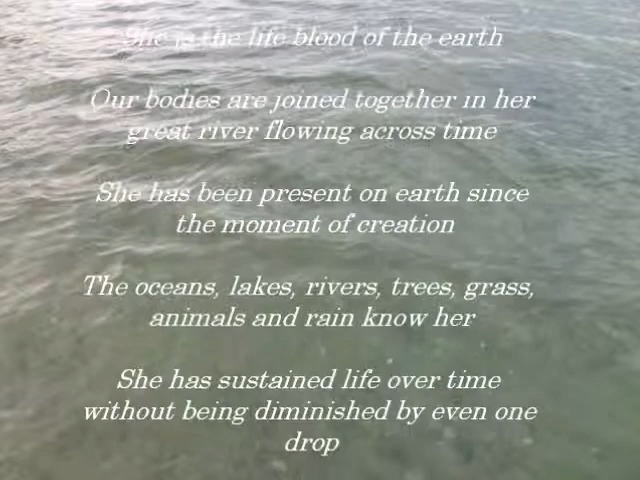 She is the life blood of the earth
Our bodies are joined together in her
great river flowing across time
She has been present on earth since
the moment of creation
The oceans, lakes, rivers, trees, grass,
animals and rain know her
She has sustained life over time
without being diminished by even one
drop